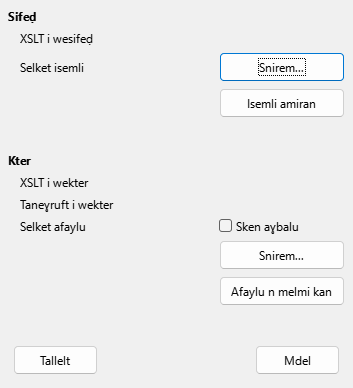 Sifeḍ
XSLT i wesifeḍ
Selket isemli
Snirem...
Isemli amiran
Kter
XSLT i wekter
Taneɣruft i wekter
Selket afaylu
Sken aɣbalu
Snirem...
Afaylu n melmi kan
Tallelt
Mdel